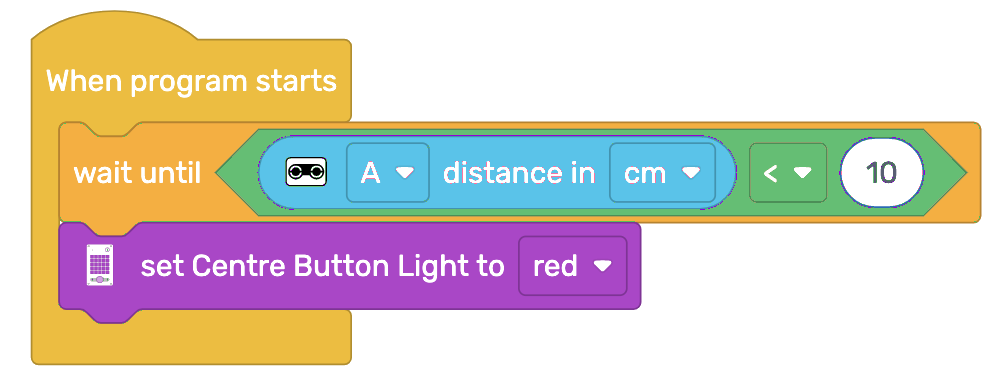 When program starts
wait until A distance in cm < 10
set Centre Button Light to red